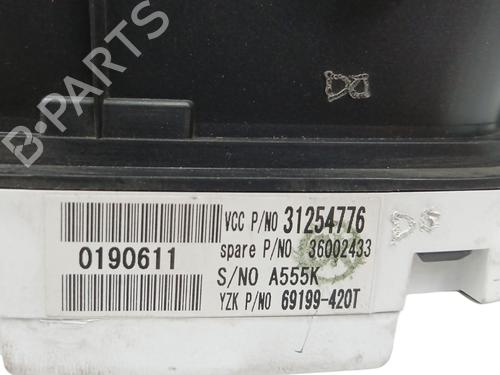 B-PARTS
VCC P/NO 31254776
0190611
spare P/NO 36002433
S/NO A555K
YZK P/NO 69199-420T